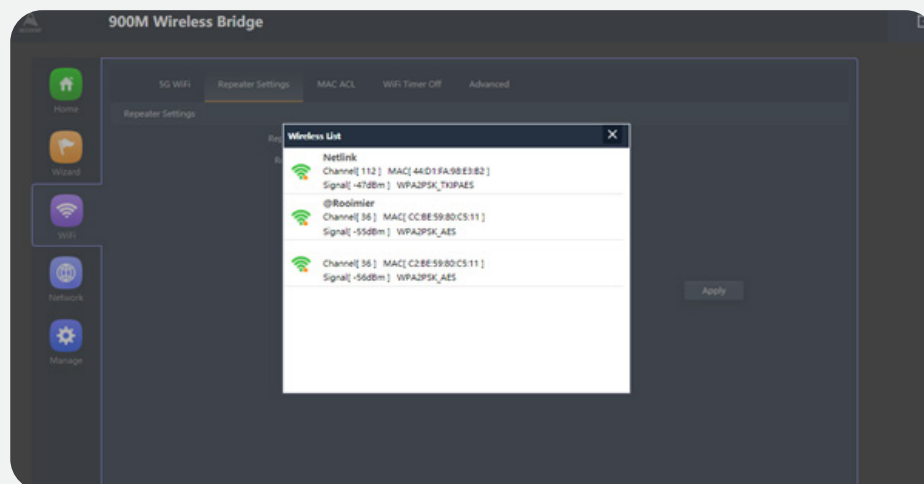 900M Wireless Bridge
5G WiFi Repeater Settings MAC ACL WiFi Timer Off Advanced
Repeater Settings
Home
Wizard
WiFi
Network
Manage
Wireless List
Netlink
Channel[ 112 ] MAC[ 44:D1:FA:98:E3:B2 ]
Signal[ -47dBm ] WPA2PSK_TKIPAES
@Rooimier
Channel[ 36 ] MAC[ CC:BE:59:80:C5:11 ]
Signal[ -55dBm ] WPA2PSK_AES
Channel[ 36 ] MAC[ C2:BE:59:80:C5:11 ]
Signal[ -56dBm ] WPA2PSK_AES
Apply